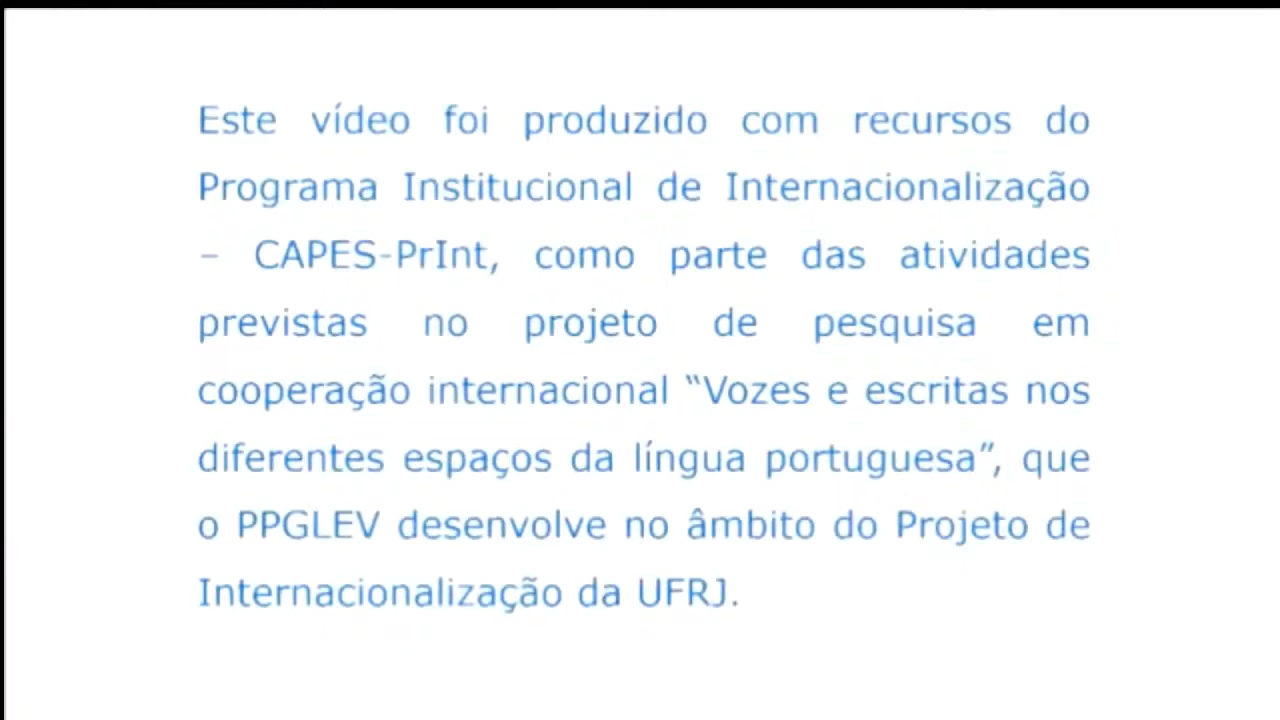 Este vídeo foi produzido com recursos do
Programa Institucional de Internacionalização
– CAPES-PrInt, como parte das atividades
previstas no projeto de pesquisa em
cooperação internacional “Vozes e escritas nos
diferentes espaços da língua portuguesa”, que
o PPGLEV desenvolve no âmbito do Projeto de
Internacionalização da UFRJ.